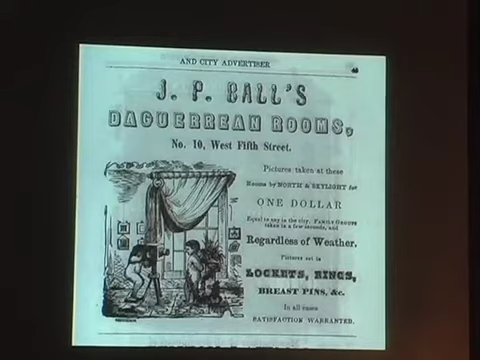 AND CITY ADVERTISER
J. P. BALL'S
DAGUERREAN ROOMS,
No. 10, West Fifth Street.
Pictures taken at these
Rooms by NORTH & SKYLIGHT for
ONE DOLLAR
Equal to any in the city. FAMILY GROUPS
taken in a few seconds, and
Regardless of Weather.
Pictures set in
LOCKETS, RINGS,
BREAST PINS, &c.
In all cases
SATISFACTION WARRANTED.